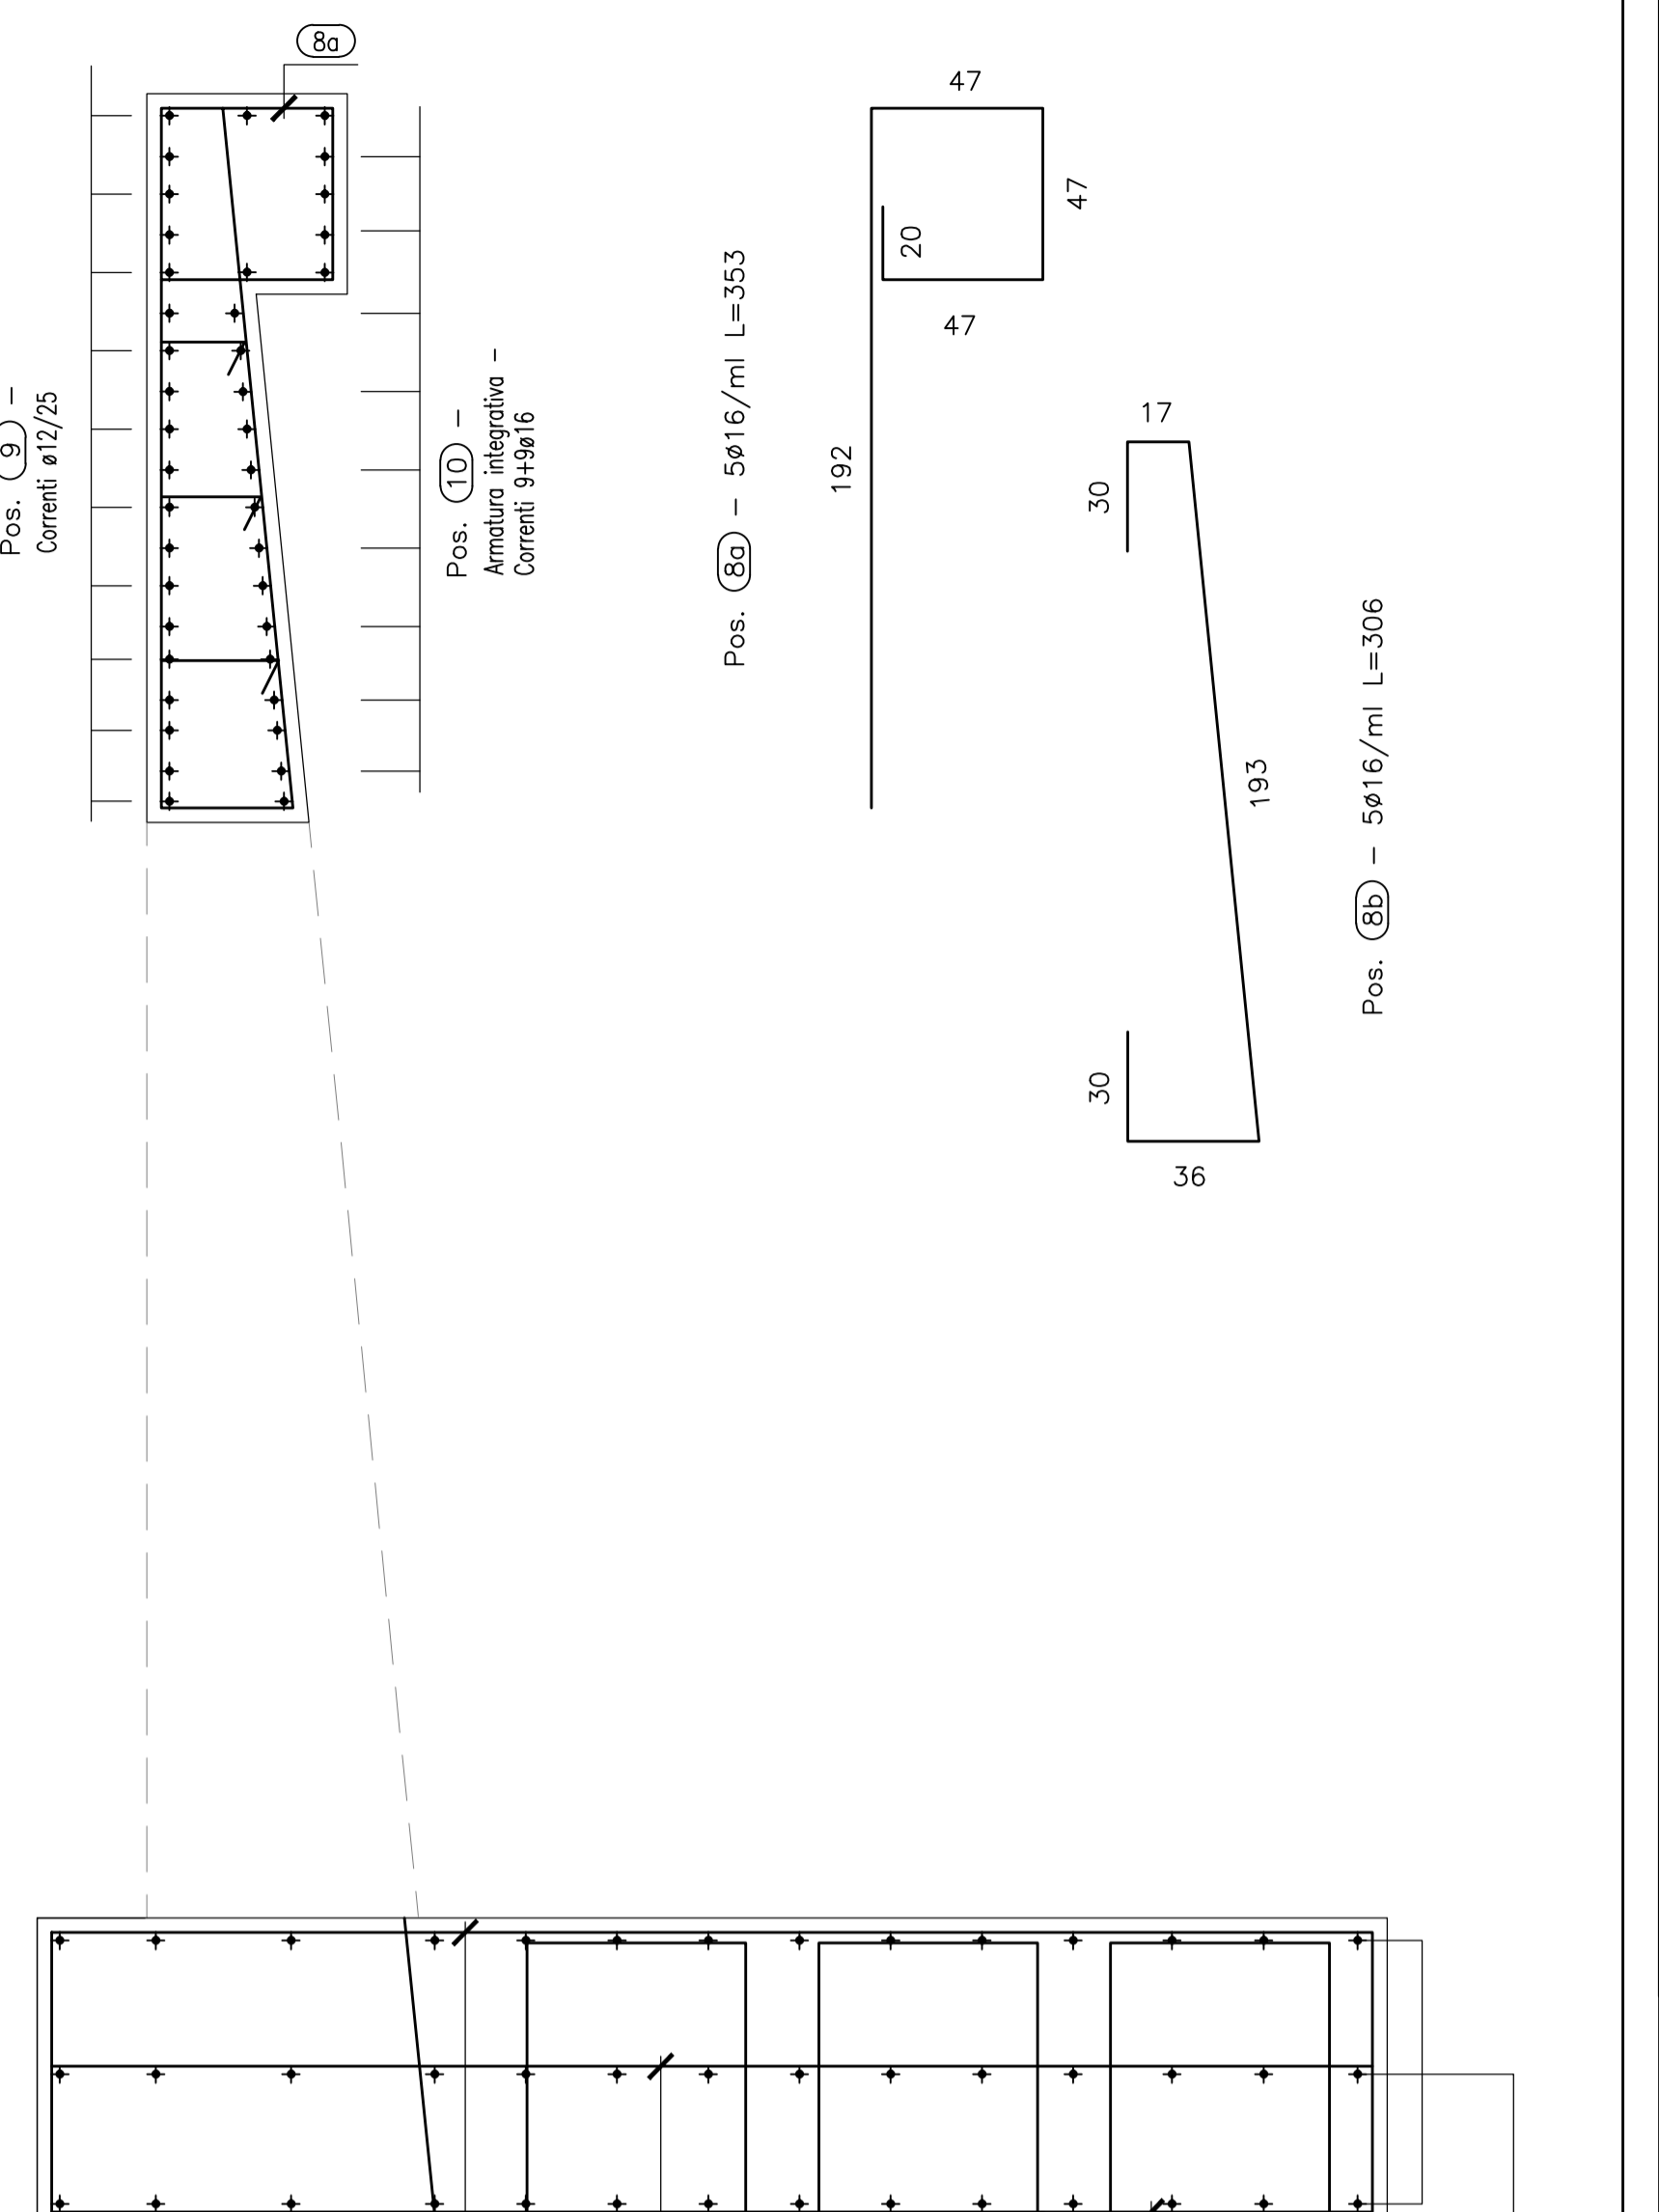 8a
Pos. 9 –
Correnti ø12/25
Pos. 10 –
Armatura integrativa –
Correnti 9+9ø16
Pos. 8a – 5ø16/ml L=353
192
47
47
20
47
17
30
193
30
36
Pos. 8b – 5ø16/ml L=306